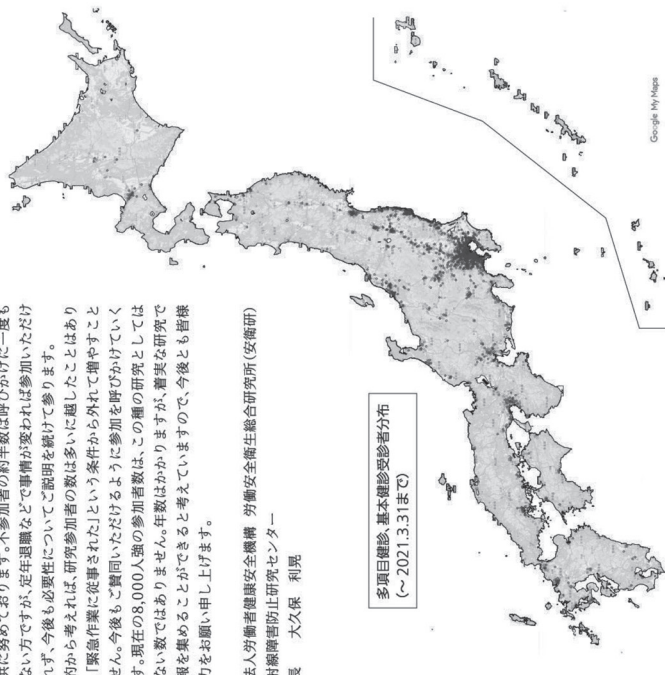 供に努めております。不参加者の約半数は呼びかけに一度も
ない方ですが、定年退職などで事情が変われば参加いただけ
れず、今後も必要性についてご説明を続けて参ります。
的から考えれば、研究参加者の数は多いに越したことはあり
「緊急作業に従事された」という条件から外れて増やすこと
せん。今後もご賛同いただけるように参加を呼びかけていく
す。現在の8,000人強の参加者数は、この種の研究としては
ない数ではありません。年数はかかりますが、着実な研究で
報を集めることができると考えていますので、今後とも皆様
力をお願い申し上げます。
法人労働者健康安全機構 労働安全衛生総合研究所(安衛研)
射線障害防止研究センター
長 大久保 利晃
多項目健診、基本健診受診者分布
(~ 2021.3.31まで)
Google My Maps